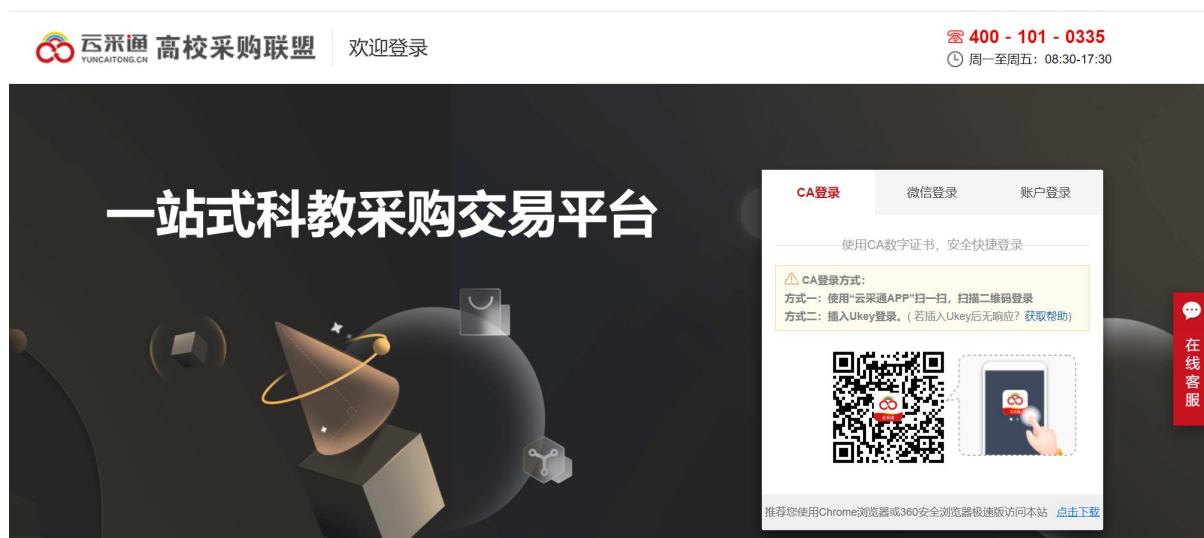 云采通
YUNCAITONG.CN
高校采购联盟
欢迎登录
400 - 101 - 0335
周一至周五：08:30-17:30
一站式科教采购交易平台
CA登录
微信登录
账户登录
使用CA数字证书，安全快捷登录
CA登录方式：
方式一：使用“云采通APP”扫一扫，扫描二维码登录
方式二：插入Ukey登录。( 若插入Ukey后无响应？获取帮助)
云采通
推荐您使用Chrome浏览器或360安全浏览器极速版访问本站 点击下载
在线客服